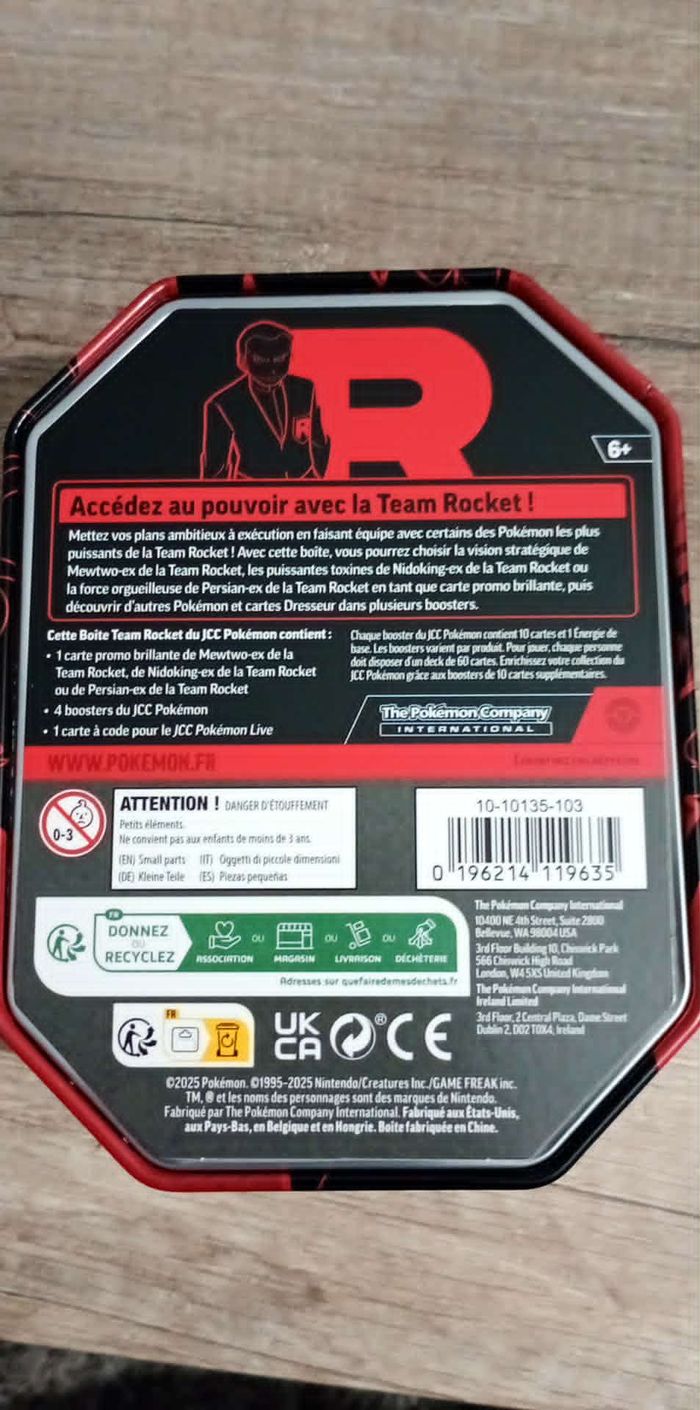 R
6+
Accédez au pouvoir avec la Team Rocket !
Mettez vos plans ambitieux à exécution en faisant équipe avec certains des Pokémon les plus
puissants de la Team Rocket ! Avec cette boîte, vous pourrez choisir la vision stratégique de
Mewtwo-ex de la Team Rocket, les puissantes toxines de Nidoking-ex de la Team Rocket ou
la force orgueilleuse de Persian-ex de la Team Rocket en tant que carte promo brillante, puis
découvrir d'autres Pokémon et cartes Dresseur dans plusieurs boosters.
Cette Boîte Team Rocket du JCC Pokémon contient :
• 1 carte promo brillante de Mewtwo-ex de la
Team Rocket, de Nidoking-ex de la Team Rocket
ou de Persian-ex de la Team Rocket
• 4 boosters du JCC Pokémon
• 1 carte à code pour le JCC Pokémon Live
Chaque booster du JCC Pokémon contient 10 cartes et 1 Énergie de
base. Les boosters varient par produit. Pour jouer, chaque personne
doit disposer d'un deck de 60 cartes. Enrichissez votre collection du
JCC Pokémon grâce aux boosters de 10 cartes supplémentaires.
The Pokémon Company
INTERNATIONAL
WWW.POKEMON.FR
0-3
ATTENTION ! DANGER D'ÉTOUFFEMENT
Petits éléments.
Ne convient pas aux enfants de moins de 3 ans.
(EN) Small parts (IT) Oggetti di piccole dimensioni
(DE) Kleine Teile (ES) Piezas pequeñas
10-10135-103
0 196214 119635
FR
DONNEZ
OU
RECYCLEZ
ASSOCIATION
OU
MAGASIN
OU
LIVRAISON
OU
DÉCHÈTERIE
Adresses sur quefairedemesdechets.fr
The Pokémon Company International
10400 NE 4th Street, Suite 2800
Bellevue, WA 98004 USA
3rd Floor Building 10, Chiswick Park
566 Chiswick High Road
London, W4 5XS United Kingdom
The Pokémon Company International
Ireland Limited
3rd Floor, 2 Central Plaza, Dame Street
Dublin 2, D02 T0X4, Ireland
FR
UK
CA
®
CE
©2025 Pokémon. ©1995-2025 Nintendo/Creatures Inc./GAME FREAK inc.
TM, ® et les noms des personnages sont des marques de Nintendo.
Fabriqué par The Pokémon Company International. Fabriqué aux États-Unis,
aux Pays-Bas, en Belgique et en Hongrie. Boîte fabriquée en Chine.